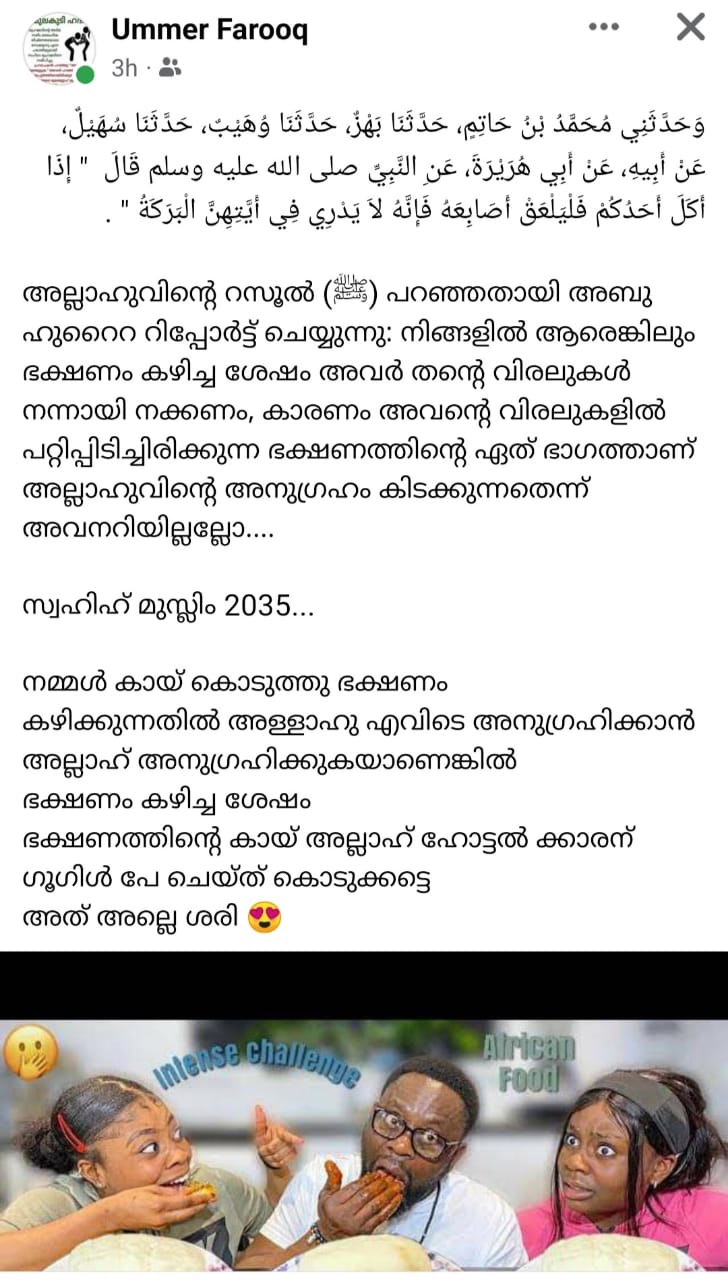 Ummer Farooq
3h ·
وَحَدَّثَنِي مُحَمَّدُ بْنُ حَاتِمٍ، حَدَّثَنَا بَهْزٌ، حَدَّثَنَا وُهَيْبٌ، حَدَّثَنَا سُهَيْلٌ،
عَنْ أَبِيهِ، عَنْ أَبِي هُرَيْرَةَ، عَنِ النَّبِيِّ صلى الله عليه وسلم قَالَ " إِذَا
أَكَلَ أَحَدُكُمْ فَلْيَلْعَقْ أَصَابِعَهُ فَإِنَّهُ لاَ يَدْرِي فِي أَيَّتِهِنَّ الْبَرَكَةُ " .
അല്ലാഹുവിന്റെ റസൂൽ (ﷺ) പറഞ്ഞതായി അബു
ഹുറൈറ റിപ്പോർട്ട് ചെയ്യുന്നു: നിങ്ങളിൽ ആരെങ്കിലും
ഭക്ഷണം കഴിച്ച ശേഷം അവർ തന്റെ വിരലുകൾ
നന്നായി നക്കണം, കാരണം അവന്റെ വിരലുകളിൽ
പറ്റിപ്പിടിച്ചിരിക്കുന്ന ഭക്ഷണത്തിന്റെ ഏത് ഭാഗത്താണ്
അല്ലാഹുവിന്റെ അനുഗ്രഹം കിടക്കുന്നതെന്ന്
അവനറിയില്ലല്ലോ....
സ്വഹിഹ് മുസ്ലിം 2035...
നമ്മൾ കായ് കൊടുത്തു ഭക്ഷണം
കഴിക്കുന്നതിൽ അള്ളാഹു എവിടെ അനുഗ്രഹിക്കാൻ
അല്ലാഹ് അനുഗ്രഹിക്കുകയാണെങ്കിൽ
ഭക്ഷണം കഴിച്ച ശേഷം
ഭക്ഷണത്തിന്റെ കായ് അല്ലാഹ് ഹോട്ടൽ ക്കാരന്
ഗൂഗിൾ പേ ചെയ്ത് കൊടുക്കട്ടെ
അത് അല്ലെ ശരി 😍
Intense challenge
African
Food